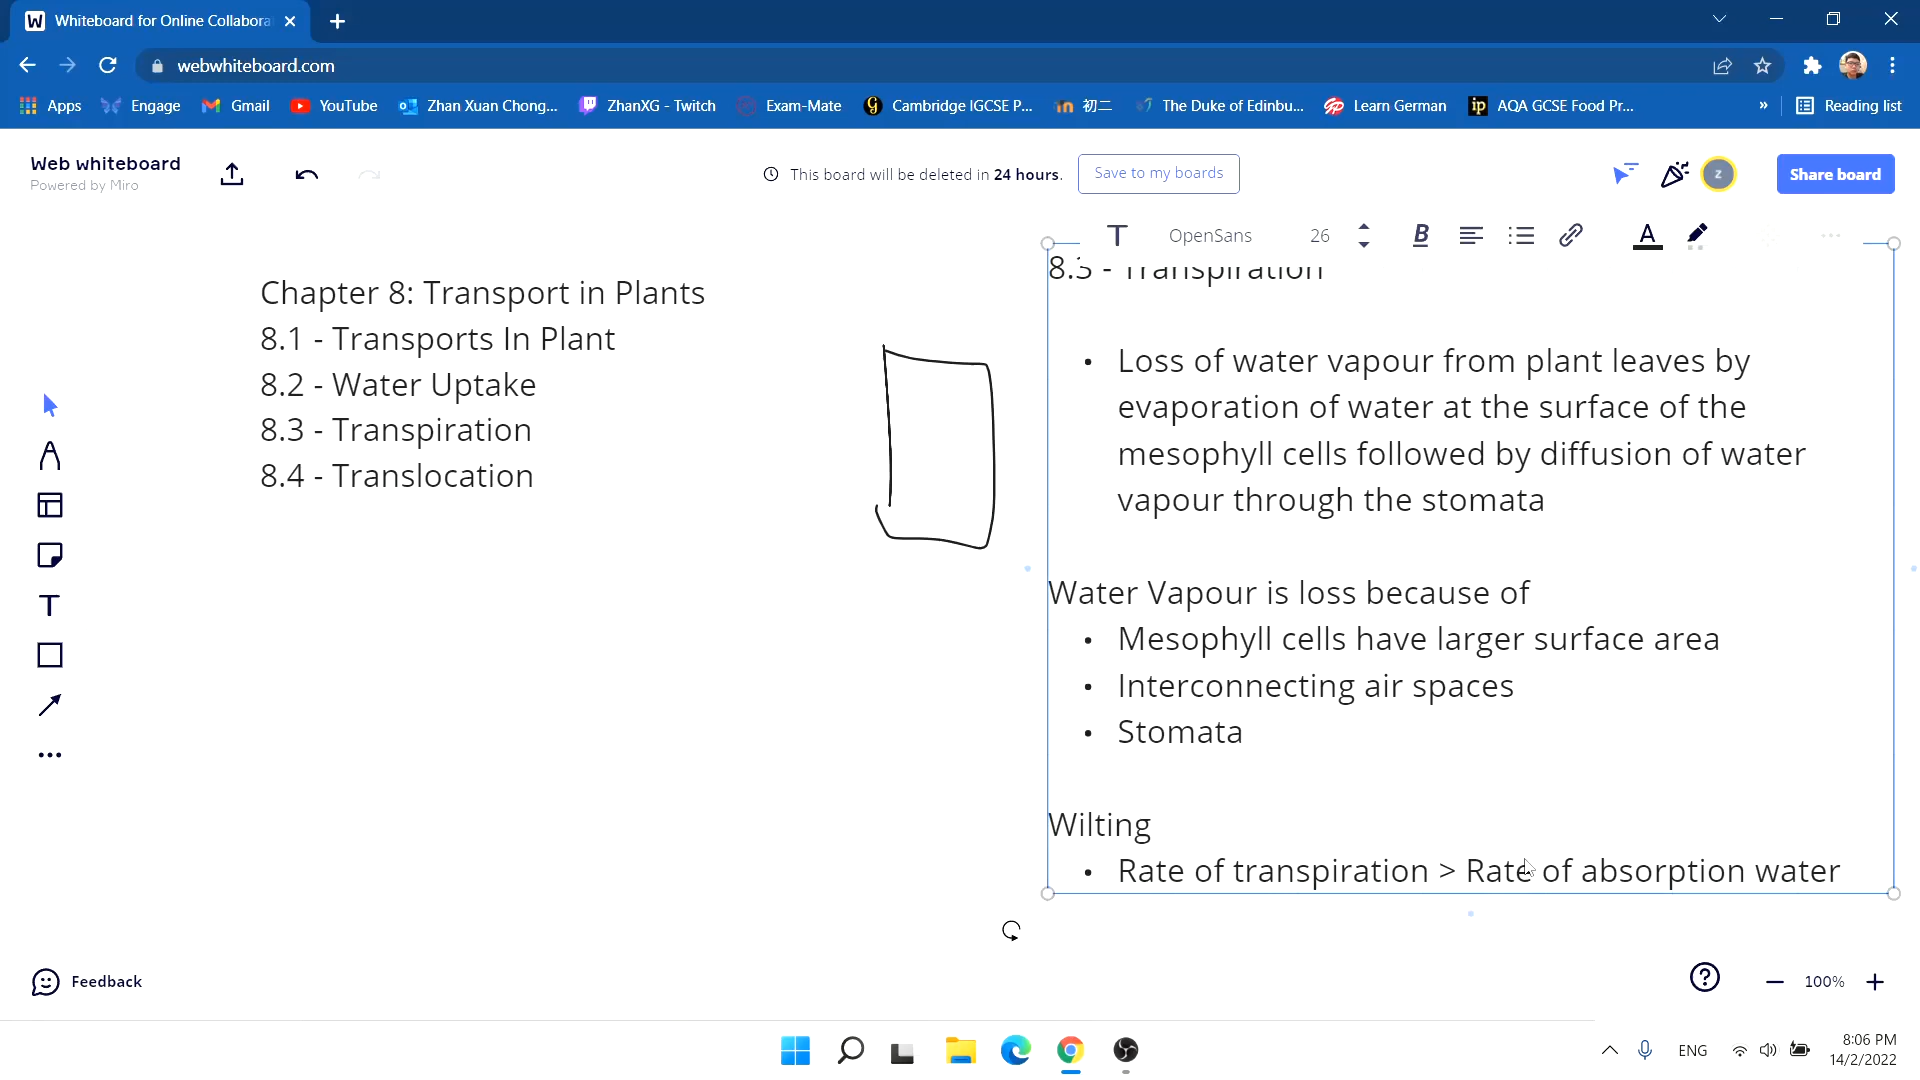 Whiteboard for Online Collabora
webwhiteboard.com
Apps
Engage
Gmail
YouTube
Zhan Xuan Chong...
ZhanXG - Twitch
Exam-Mate
Cambridge IGCSE P...
初二
The Duke of Edinbu...
Learn German
AQA GCSE Food Pr...
»
Reading list
Web whiteboard
Powered by Miro
This board will be deleted in 24 hours.
Save to my boards
z
Share board
OpenSans
26
B
A
Chapter 8: Transport in Plants
8.1 - Transports In Plant
8.2 - Water Uptake
8.3 - Transpiration
8.4 - Translocation
8.3 - Transpiration
• Loss of water vapour from plant leaves by
evaporation of water at the surface of the
mesophyll cells followed by diffusion of water
vapour through the stomata
Water Vapour is loss because of
• Mesophyll cells have larger surface area
• Interconnecting air spaces
• Stomata
Wilting
• Rate of transpiration > Rate of absorption water
Feedback
100%
ENG
8:06 PM
14/2/2022